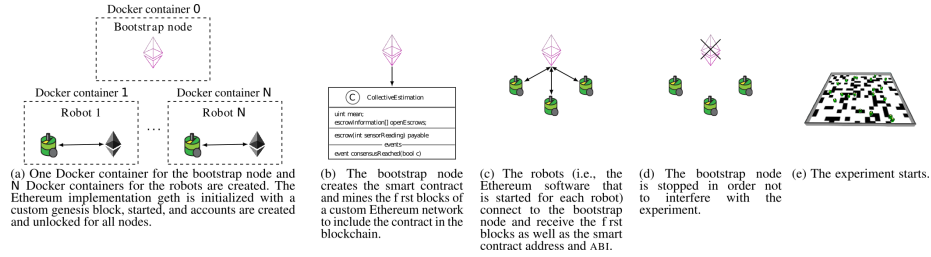 Docker container 0
Bootstrap node
Docker container 1
Robot 1
...
Docker container N
Robot N
(a) One Docker container for the bootstrap node and
N Docker containers for the robots are created. The
Ethereum implementation geth is initialized with a
custom genesis block, started, and accounts are created
and unlocked for all nodes.
C CollectiveEstimation
uint mean;
escrowInformation[] openEscrows;
escrow(int sensorReading) payable
events
event consensusReached(bool c)
(b) The bootstrap node
creates the smart contract
and mines the f rst blocks of
a custom Ethereum network
to include the contract in the
blockchain.
(c) The robots (i.e., the
Ethereum software that
is started for each robot)
connect to the bootstrap
node and receive the f rst
blocks as well as the smart
contract address and ABI.
(d) The bootstrap node
is stopped in order not
to interfere with the
experiment.
(e) The experiment starts.